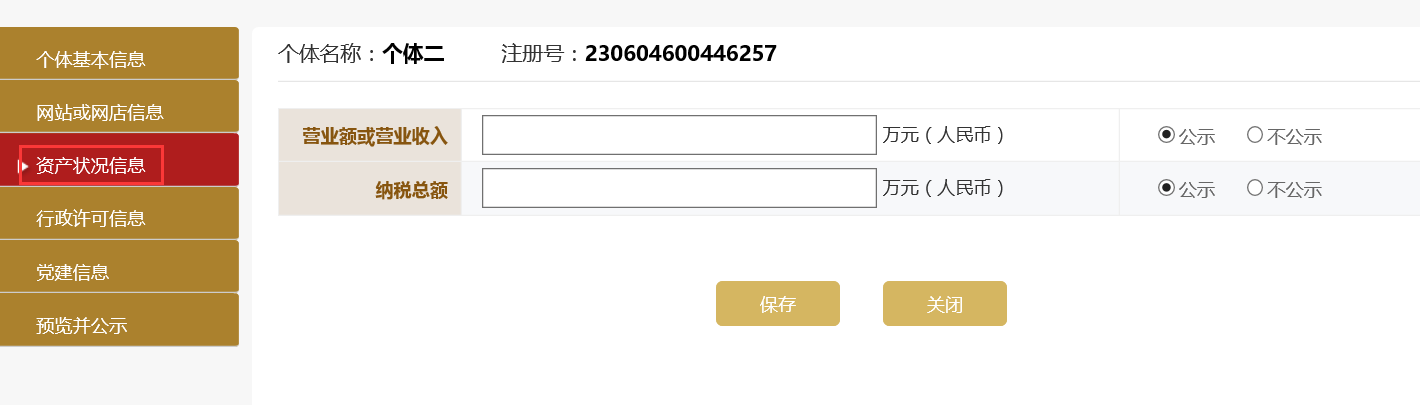 个体基本信息
网站或网店信息
资产状况信息
行政许可信息
党建信息
预览并公示
个体名称：个体二 注册号：230604600446257
营业额或营业收入 万元（人民币） 公示 不公示
纳税总额 万元（人民币） 公示 不公示
保存 关闭